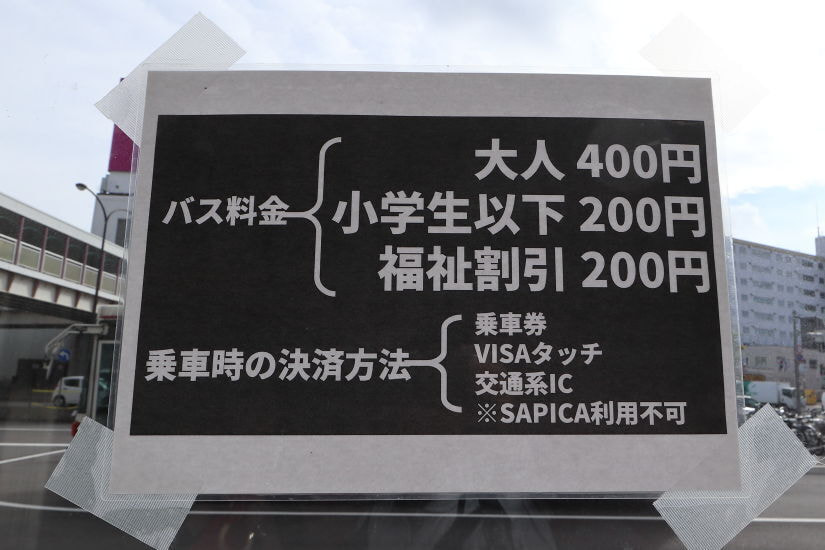 バス料金
大人 400円
小学生以下 200円
福祉割引 200円
乗車時の決済方法
乗車券
VISAタッチ
交通系IC
※SAPICA利用不可